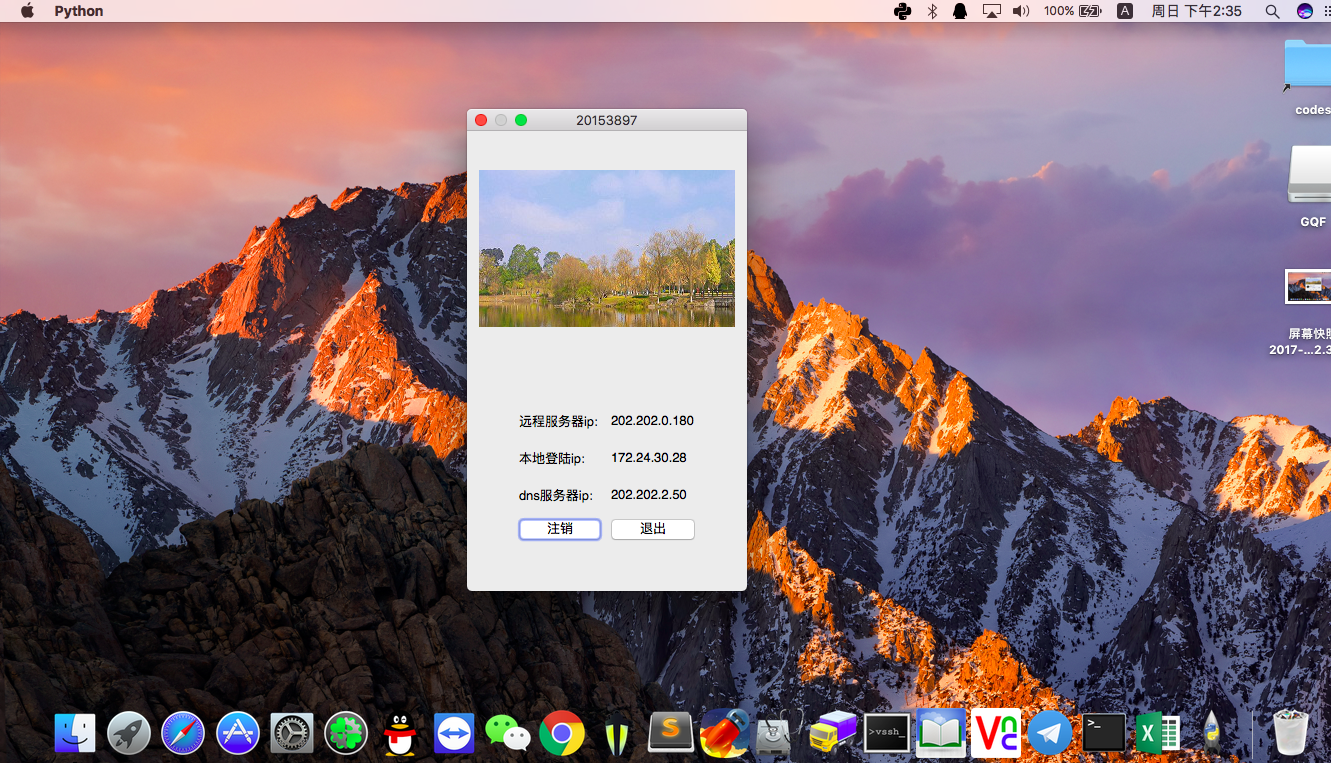 Python
100%
A
周日 下午2:35
20153897
codes
GQF
屏幕快照
2017-...2.3
远程服务器ip: 202.202.0.180
本地登陆ip: 172.24.30.28
dns服务器ip: 202.202.2.50
注销 退出
S
>vssh_
Vnc
>_
X